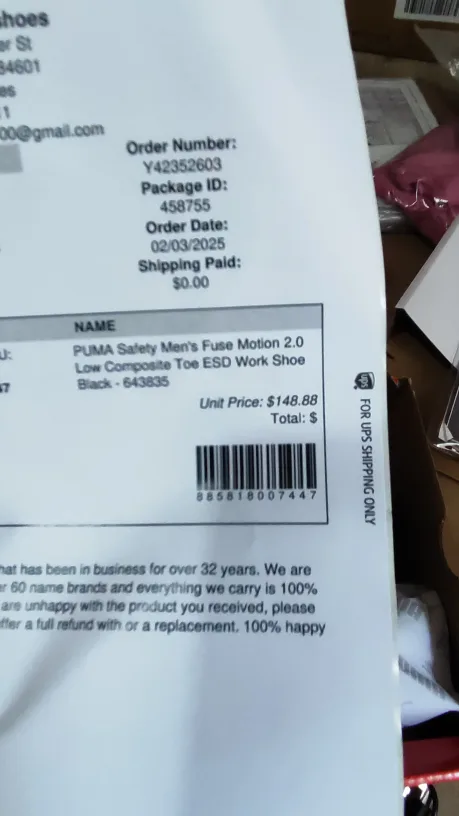 shoes
er St
34601
es
1
00@gmail.com
Order Number:
Y42352603
Package ID:
458755
Order Date:
02/03/2025
Shipping Paid:
$0.00
U:
NAME
PUMA Safety Men's Fuse Motion 2.0
Low Composite Toe ESD Work Shoe
Black - 643835
Unit Price: $148.88
Total: $
885818007447
ups FOR UPS SHIPPING ONLY
hat has been in business for over 32 years. We are
r 60 name brands and everything we carry is 100%
are unhappy with the product you received, please
ffer a full refund with or a replacement. 100% happy